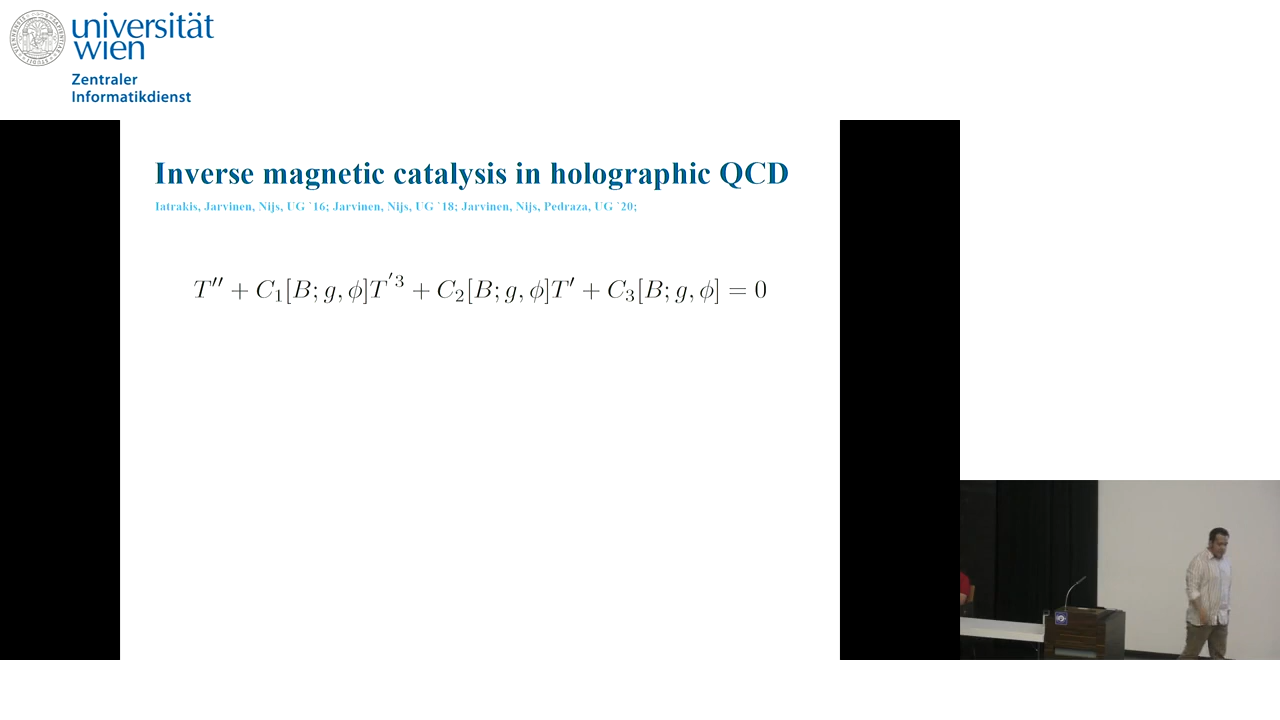 universität
wien
Zentraler
Informatikdienst
Inverse magnetic catalysis in holographic QCD
Iatrakis, Jarvinen, Nijs, UG `16; Jarvinen, Nijs, UG `18; Jarvinen, Nijs, Pedraza, UG `20;
T′′ + C₁[B; g, ϕ]T′³ + C₂[B; g, ϕ]T′ + C₃[B; g, ϕ] = 0